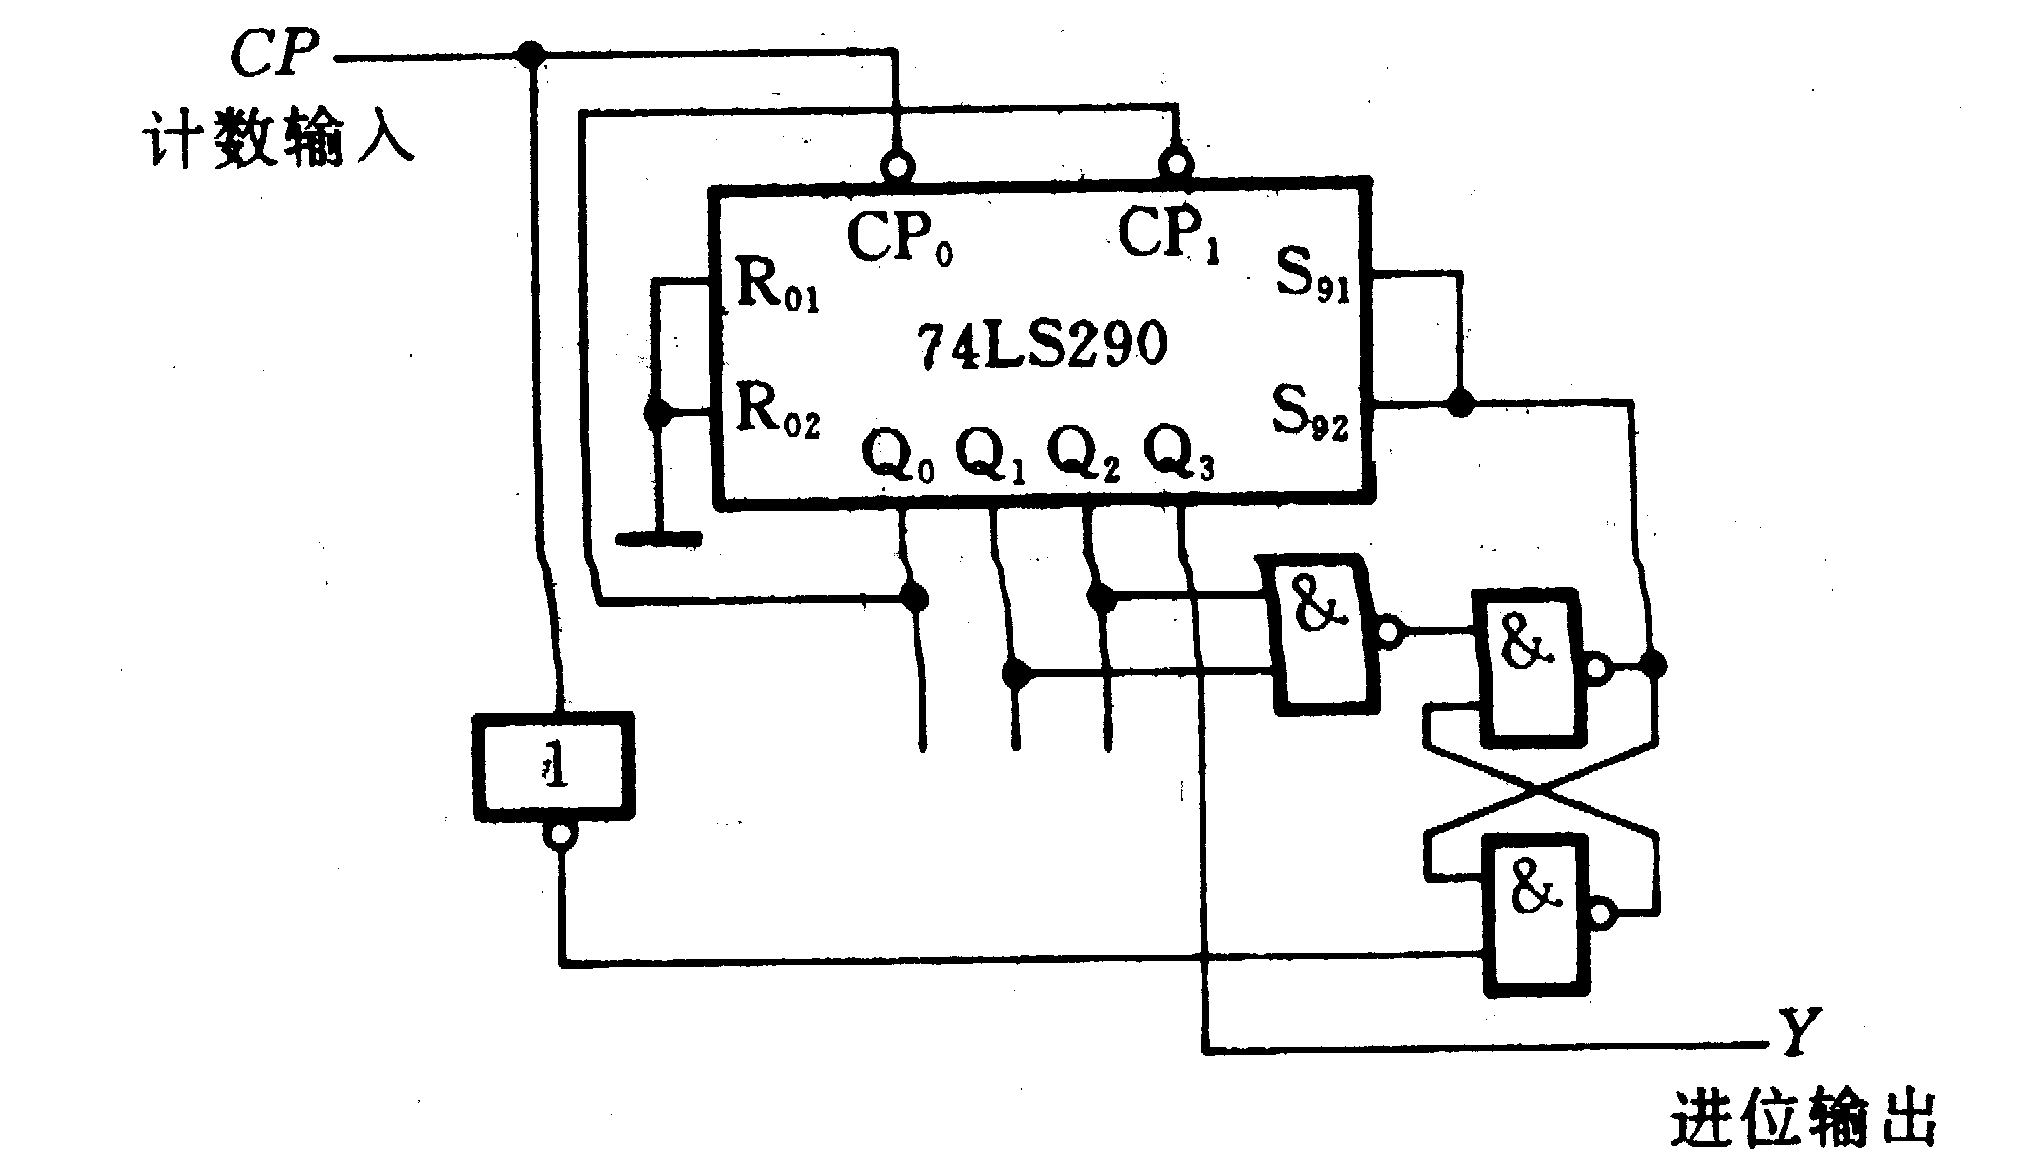 CP
计数输入
CP₀ CP₁
R₀₁ S₉₁
74LS290
R₀₂ S₉₂
Q₀ Q₁ Q₂ Q₃
& &
1
&
Y
进位输出